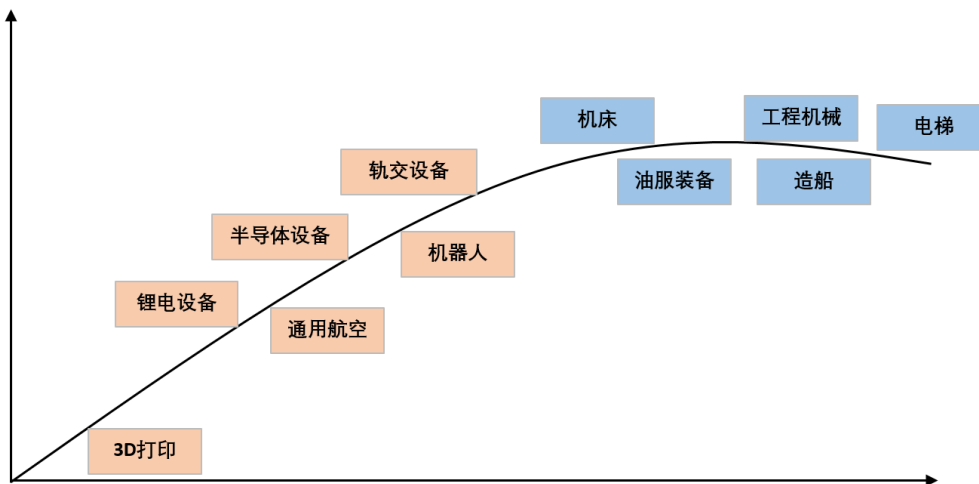 机床
工程机械
电梯
轨交设备
油服装备
造船
半导体设备
机器人
锂电设备
通用航空
3D打印